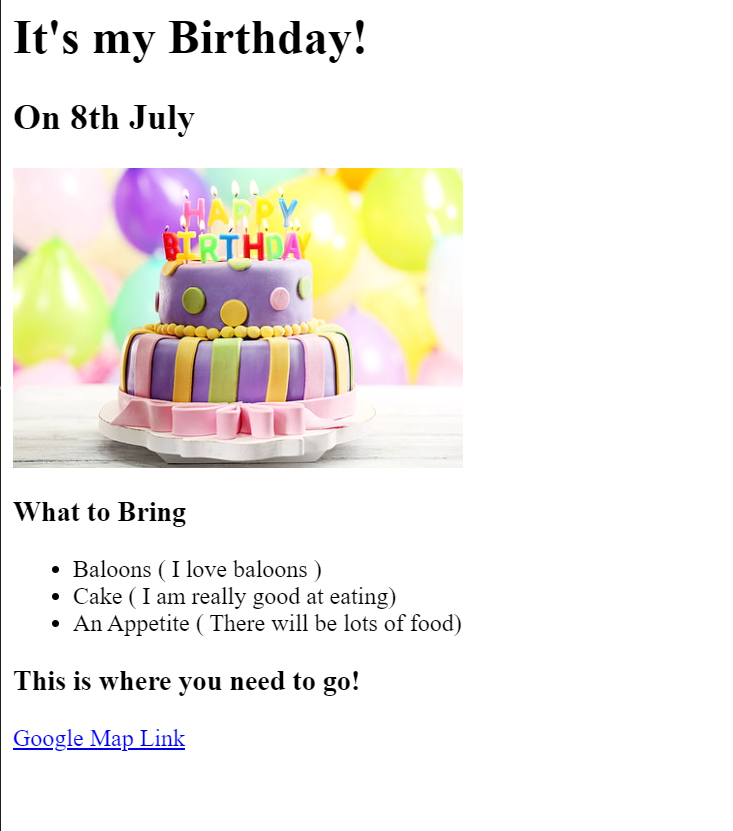 It's my Birthday!
On 8th July
HAPPY
BIRTHDAY
What to Bring
Baloons ( I love baloons )
Cake ( I am really good at eating)
An Appetite ( There will be lots of food)
This is where you need to go!
Google Map Link